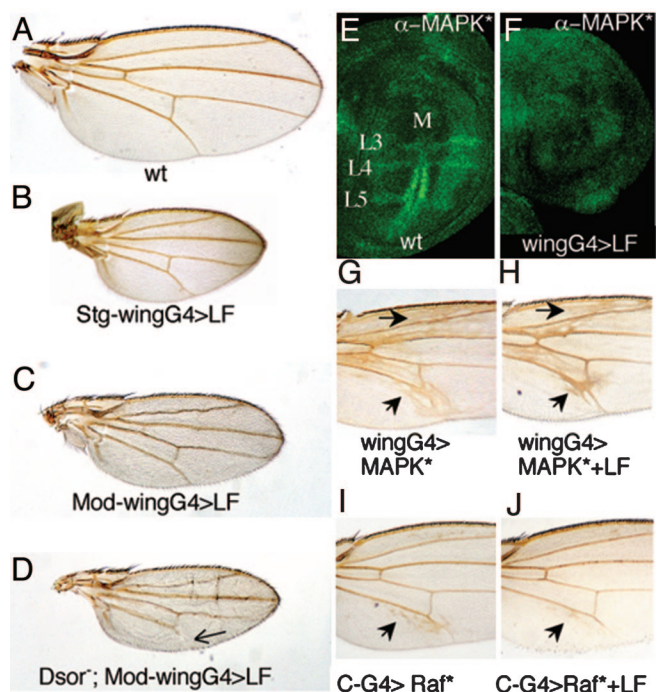 A
wt
B
Stg-wingG4>LF
C
Mod-wingG4>LF
D
Dsor-; Mod-wingG4>LF
E
α-MAPK*
M
L3
L4
L5
wt
F
α-MAPK*
wingG4>LF
G
wingG4>
MAPK*
H
wingG4>
MAPK*+LF
I
C-G4> Raf*
J
C-G4>Raf*+LF